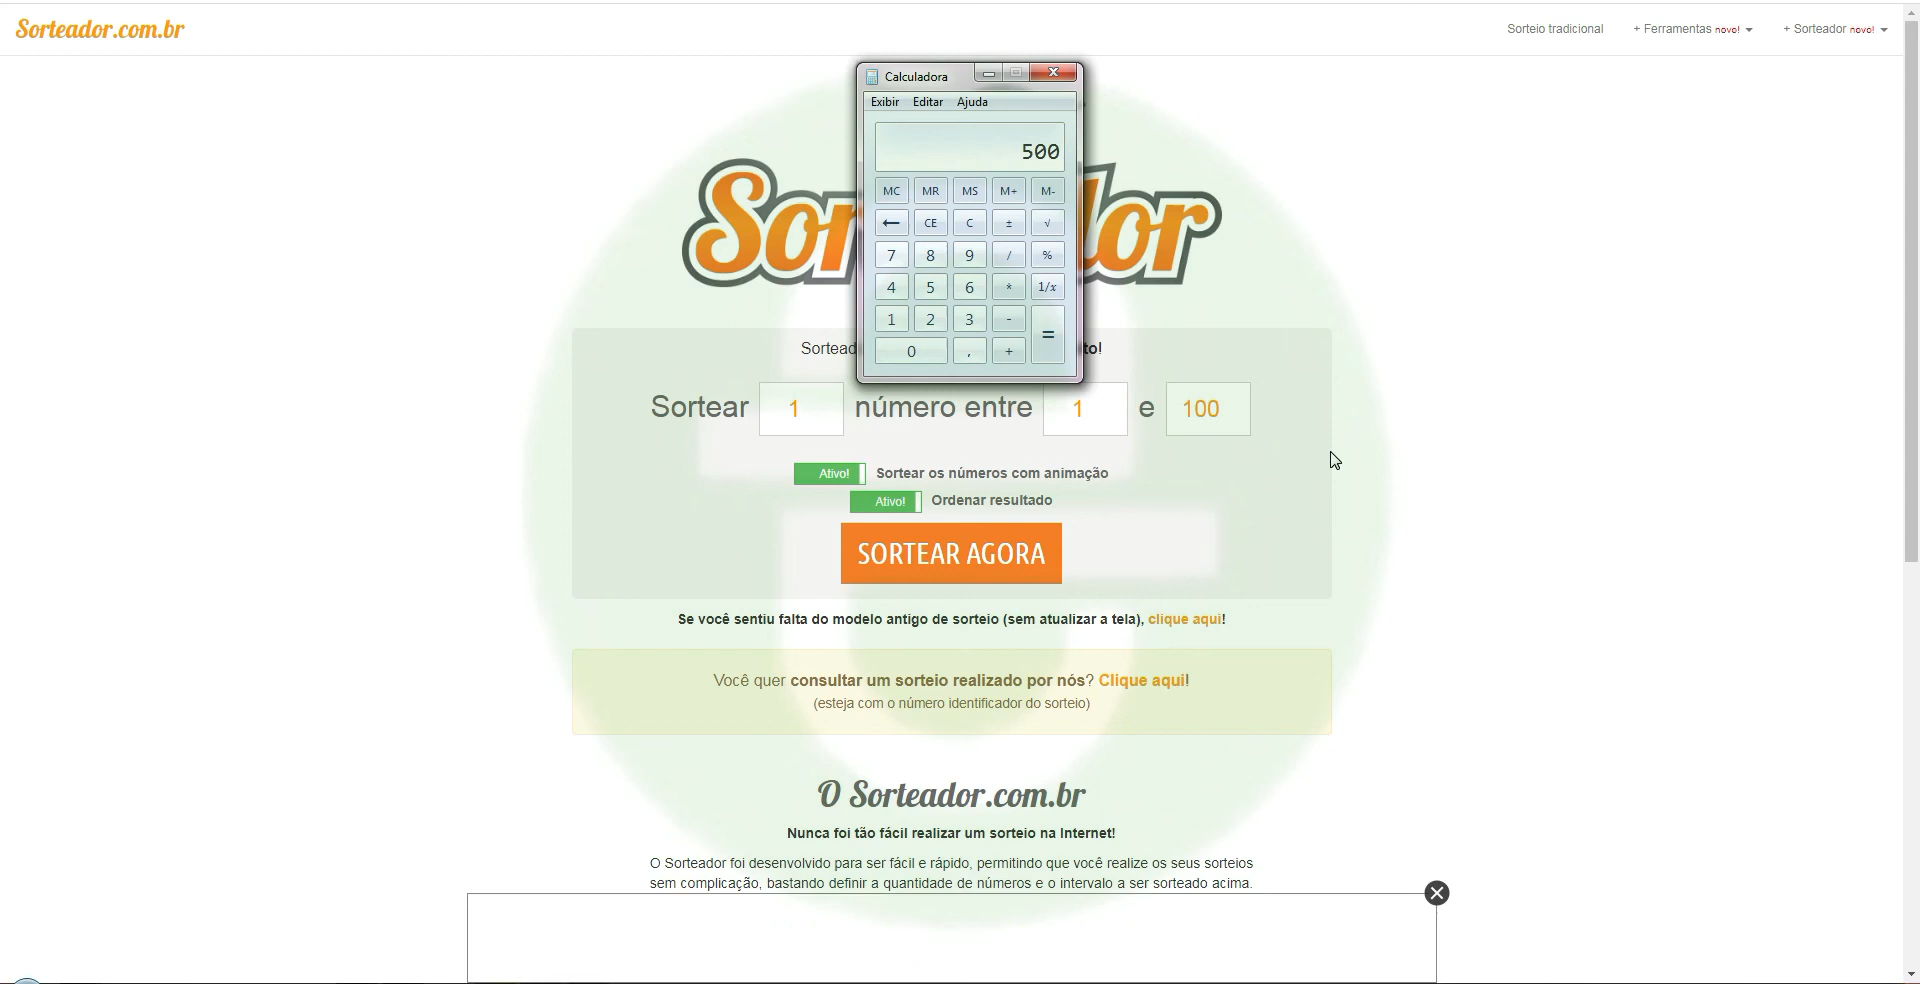 Sorteador.com.br
Sorteio tradicional + Ferramentas novo! + Sorteador novo!
Calculadora
Exibir Editar Ajuda
500
MC MR MS M+ M-
← CE C ± √
7 8 9 / %
4 5 6 * 1/x
1 2 3 - =
0 , +
Sor dor
Sortead to!
Sortear 1 número entre 1 e 100
Ativo! Sortear os números com animação
Ativo! Ordenar resultado
SORTEAR AGORA
Se você sentiu falta do modelo antigo de sorteio (sem atualizar a tela), clique aqui!
Você quer consultar um sorteio realizado por nós? Clique aqui!
(esteja com o número identificador do sorteio)
O Sorteador.com.br
Nunca foi tão fácil realizar um sorteio na Internet!
O Sorteador foi desenvolvido para ser fácil e rápido, permitindo que você realize os seus sorteios
sem complicação, bastando definir a quantidade de números e o intervalo a ser sorteado acima.